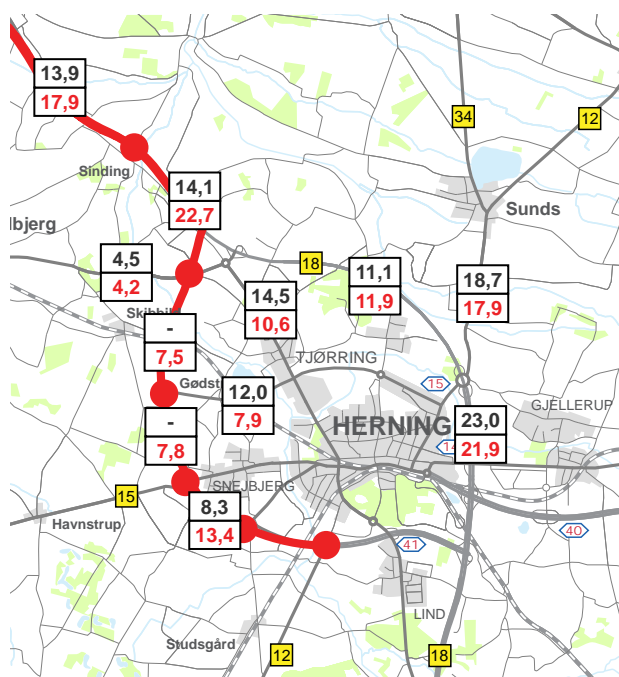 13,9
17,9
34
12
Sinding
14,1
22,7
Sunds
lbjerg
4,5
4,2
18
11,1
11,9
18,7
17,9
14,5
10,6
-
7,5
TJØRRING
15
Gødst
12,0
7,9
GJELLERUP
HERNING
23,0
21,9
-
7,8
SNEJBJERG
15
Havnstrup
8,3
13,4
40
41
LIND
Studsgård
12
18